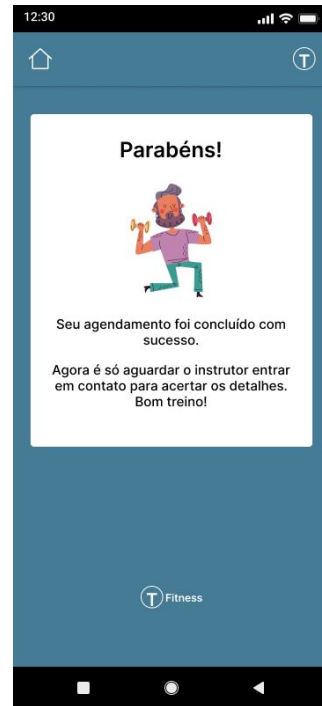 12:30
T
Parabéns!
Seu agendamento foi concluído com
sucesso.
Agora é só aguardar o instrutor entrar
em contato para acertar os detalhes.
Bom treino!
T Fitness